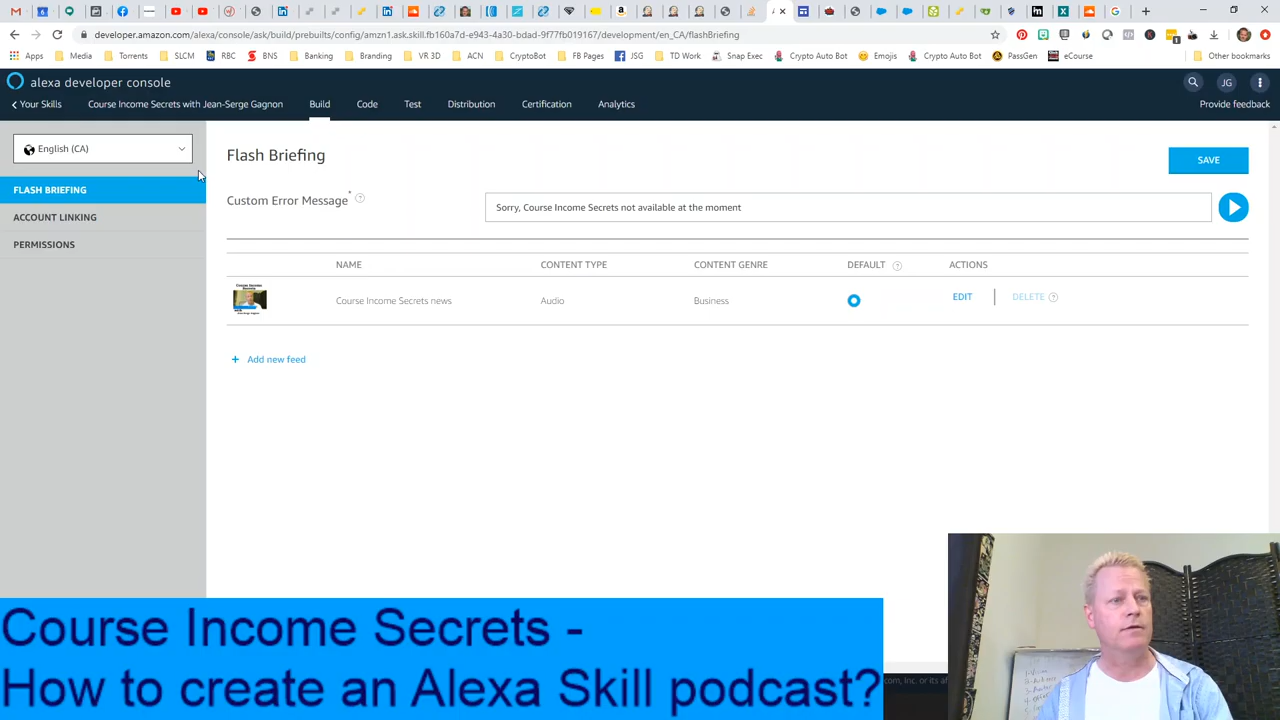 developer.amazon.com/alexa/console/ask/build/prebuilts/config/amzn1.ask.skill.fb160a7d-e943-4a30-bdad-9f77fb019167/development/en_CA/flashBriefing
Apps Media Torrents SLCM RBC BNS Banking Branding VR 3D ACN CryptoBot FB Pages JSG TD Work Snap Exec Crypto Auto Bot Emojis Crypto Auto Bot PassGen eCourse Other bookmarks
alexa developer console JG
Your Skills Course Income Secrets with Jean-Serge Gagnon Build Code Test Distribution Certification Analytics Provide feedback
English (CA)
FLASH BRIEFING
ACCOUNT LINKING
PERMISSIONS
Flash Briefing SAVE
Custom Error Message * Sorry, Course Income Secrets not available at the moment
NAME CONTENT TYPE CONTENT GENRE DEFAULT ACTIONS
Course Income Secrets news Audio Business EDIT DELETE
+ Add new feed
Course Income Secrets -
How to create an Alexa Skill podcast?
.com, Inc. or its af